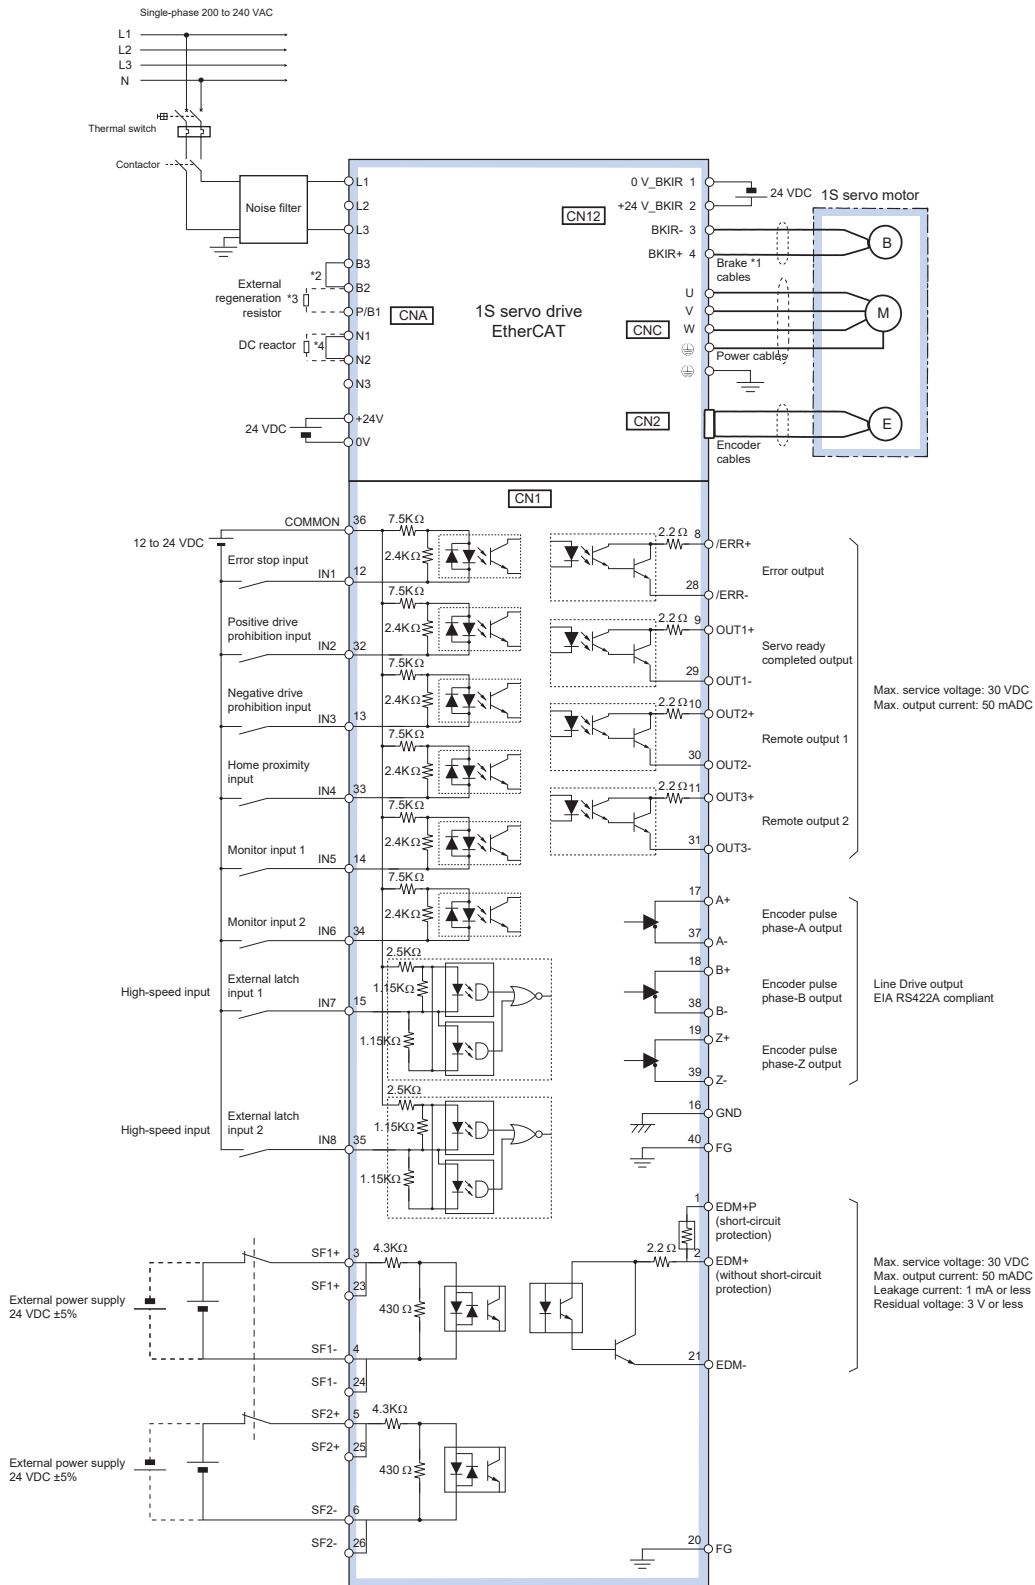 Single-phase 200 to 240 VAC
L1
L2
L3
N
Thermal switch
Contactor
Noise filter
L1
L2
L3
B3
*2
B2
External
regeneration *3
resistor
P/B1
CNA
N1
DC reactor *4
N2
N3
+24V
24 VDC
0V
1S servo drive
EtherCAT
0 V_BKIR 1
24 VDC
+24 V_BKIR 2
CN12
BKIR- 3
BKIR+ 4
Brake *1
cables
1S servo motor
B
U
V
CNC
W
M
Power cables
CN2
E
Encoder
cables
CN1
COMMON 36
7.5KΩ
12 to 24 VDC
2.4KΩ
Error stop input
IN1 12
7.5KΩ
Positive drive
prohibition input
2.4KΩ
IN2 32
7.5KΩ
Negative drive
prohibition input
2.4KΩ
IN3 13
7.5KΩ
Home proximity
input
2.4KΩ
IN4 33
7.5KΩ
Monitor input 1
2.4KΩ
IN5 14
7.5KΩ
Monitor input 2
2.4KΩ
IN6 34
2.5KΩ
High-speed input
External latch
input 1
1.15KΩ
IN7 15
1.15KΩ
2.5KΩ
High-speed input
External latch
input 2
1.15KΩ
IN8 35
1.15KΩ
2.2 Ω 8
/ERR+
Error output
28
/ERR-
2.2 Ω 9
OUT1+
Servo ready
completed output
29
OUT1-
2.2 Ω 10
OUT2+
Remote output 1
30
OUT2-
2.2 Ω 11
OUT3+
Remote output 2
31
OUT3-
Max. service voltage: 30 VDC
Max. output current: 50 mADC
17
A+
Encoder pulse
phase-A output
37
A-
18
B+
Encoder pulse
phase-B output
38
B-
19
Z+
Encoder pulse
phase-Z output
39
Z-
Line Drive output
EIA RS422A compliant
16
GND
40
FG
1
EDM+P
(short-circuit
protection)
2.2 Ω 2
EDM+
(without short-circuit
protection)
21
EDM-
Max. service voltage: 30 VDC
Max. output current: 50 mADC
Leakage current: 1 mA or less
Residual voltage: 3 V or less
SF1+ 3
4.3KΩ
SF1+ 23
External power supply
24 VDC ±5%
430 Ω
SF1- 4
SF1- 24
SF2+ 5
4.3KΩ
SF2+ 25
External power supply
24 VDC ±5%
430 Ω
SF2- 6
SF2- 26
20
FG